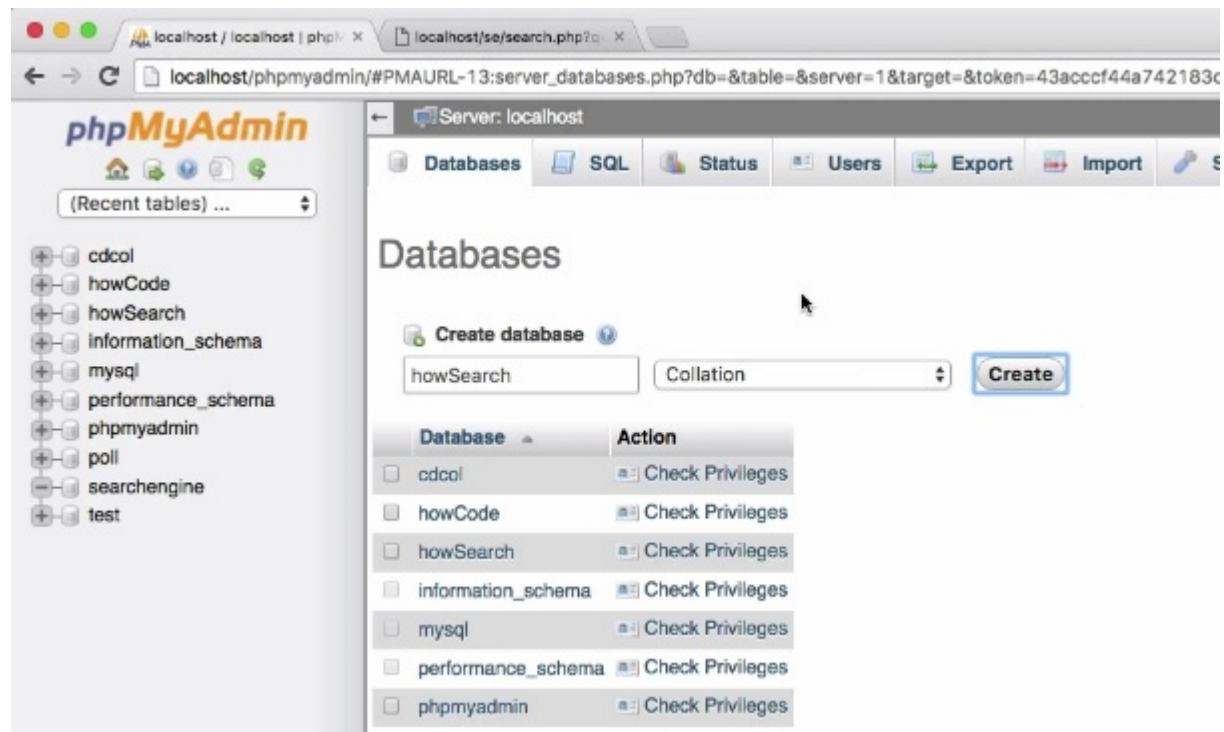 localhost / localhost | php
localhost/se/search.php?q
localhost/phpmyadmin/#PMAURL-13:server_databases.php?db=&table=&server=1&target=&token=43acccf44a742183c
phpMyAdmin
(Recent tables) ...
cdcol
howCode
howSearch
information_schema
mysql
performance_schema
phpmyadmin
poll
searchengine
test
Server: localhost
Databases SQL Status Users Export Import S
Databases
Create database
howSearch Collation Create
Database Action
cdcol Check Privileges
howCode Check Privileges
howSearch Check Privileges
information_schema Check Privileges
mysql Check Privileges
performance_schema Check Privileges
phpmyadmin Check Privileges